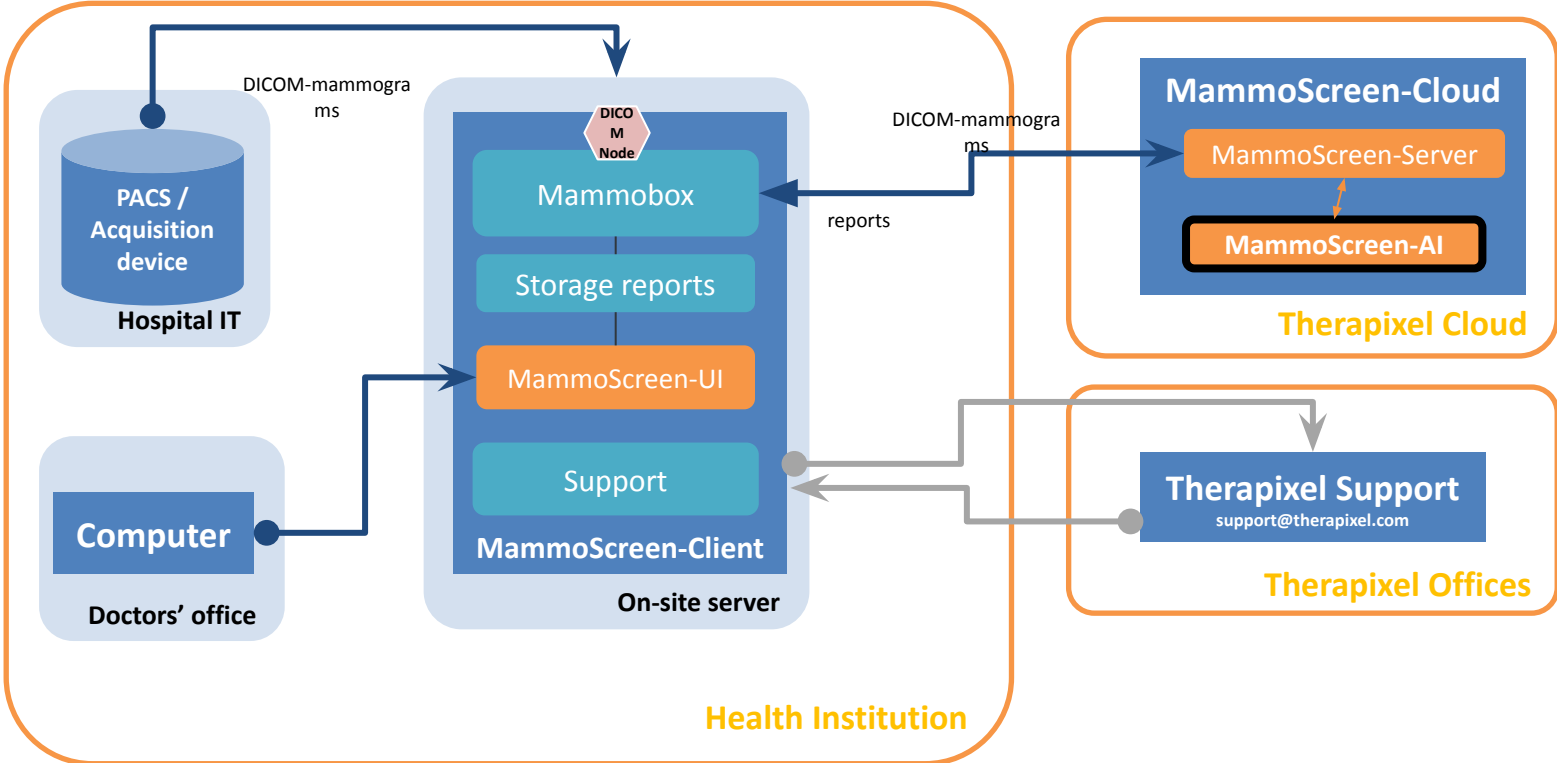 DICOM-mammogra
ms
PACS /
Acquisition
device
Hospital IT
Computer
Doctors’ office
DICO
M
Node
Mammobox
Storage reports
MammoScreen-UI
Support
MammoScreen-Client
On-site server
Health Institution
DICOM-mammogra
ms
reports
MammoScreen-Cloud
MammoScreen-Server
MammoScreen-AI
Therapixel Cloud
Therapixel Support
support@therapixel.com
Therapixel Offices